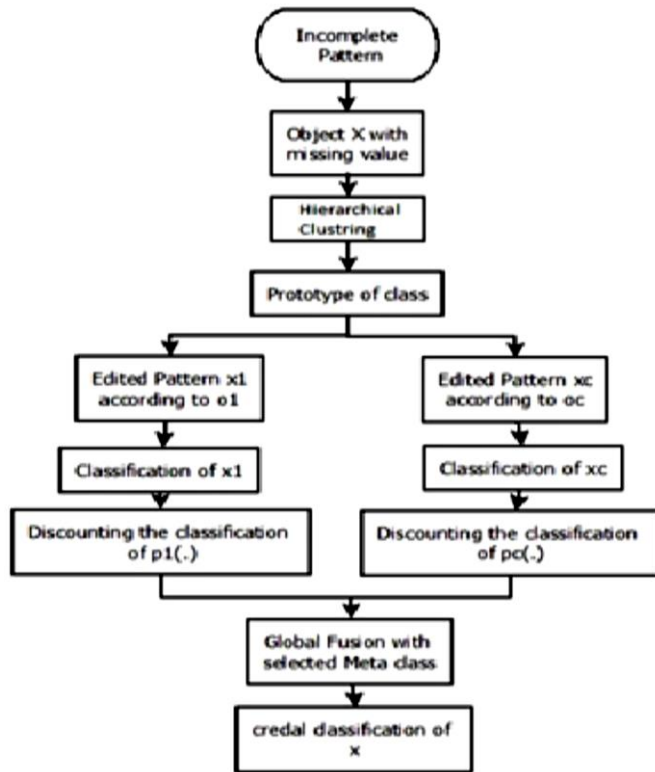 Incomplete
Pattern
Object X with
missing value
Hierarchical
Clustring
Prototype of class
Edited Pattern x1
according to o1
Edited Pattern xc
according to oc
Classification of x1
Classification of xc
Discounting the classification
of p1(.)
Discounting the classification
of pc(.)
Global Fusion with
selected Meta class
credal classification of
x